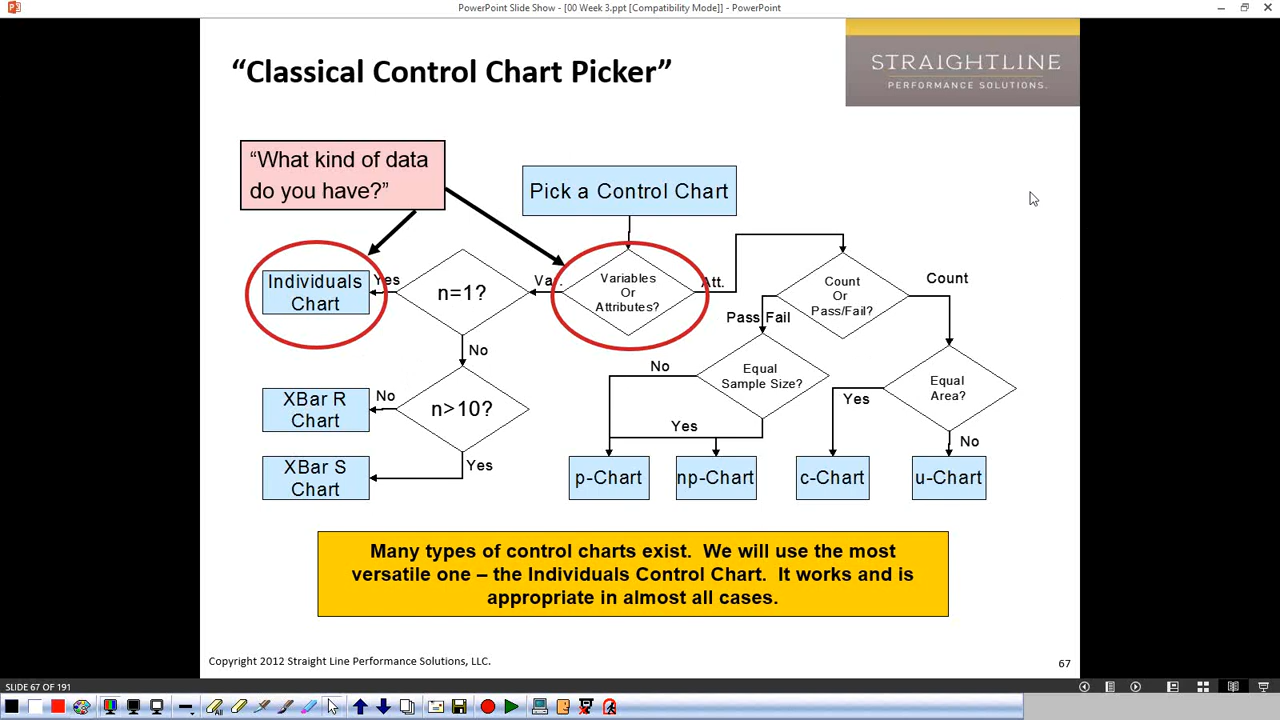 PowerPoint Slide Show - [00 Week 3.ppt [Compatibility Mode]] - PowerPoint
“Classical Control Chart Picker”
STRAIGHTLINE
PERFORMANCE SOLUTIONS.
“What kind of data
do you have?”
Pick a Control Chart
Individuals
Chart
Yes
n=1?
Var.
Variables
Or
Attributes?
Att.
Count
Or
Pass/Fail?
Count
Pass Fail
No
No
Equal
Sample Size?
Equal
Area?
XBar R
Chart
No
n>10?
Yes
Yes
No
XBar S
Chart
Yes
p-Chart
np-Chart
c-Chart
u-Chart
Many types of control charts exist.  We will use the most
versatile one – the Individuals Control Chart.  It works and is
appropriate in almost all cases.
Copyright 2012 Straight Line Performance Solutions, LLC.
67
SLIDE 67 OF 191